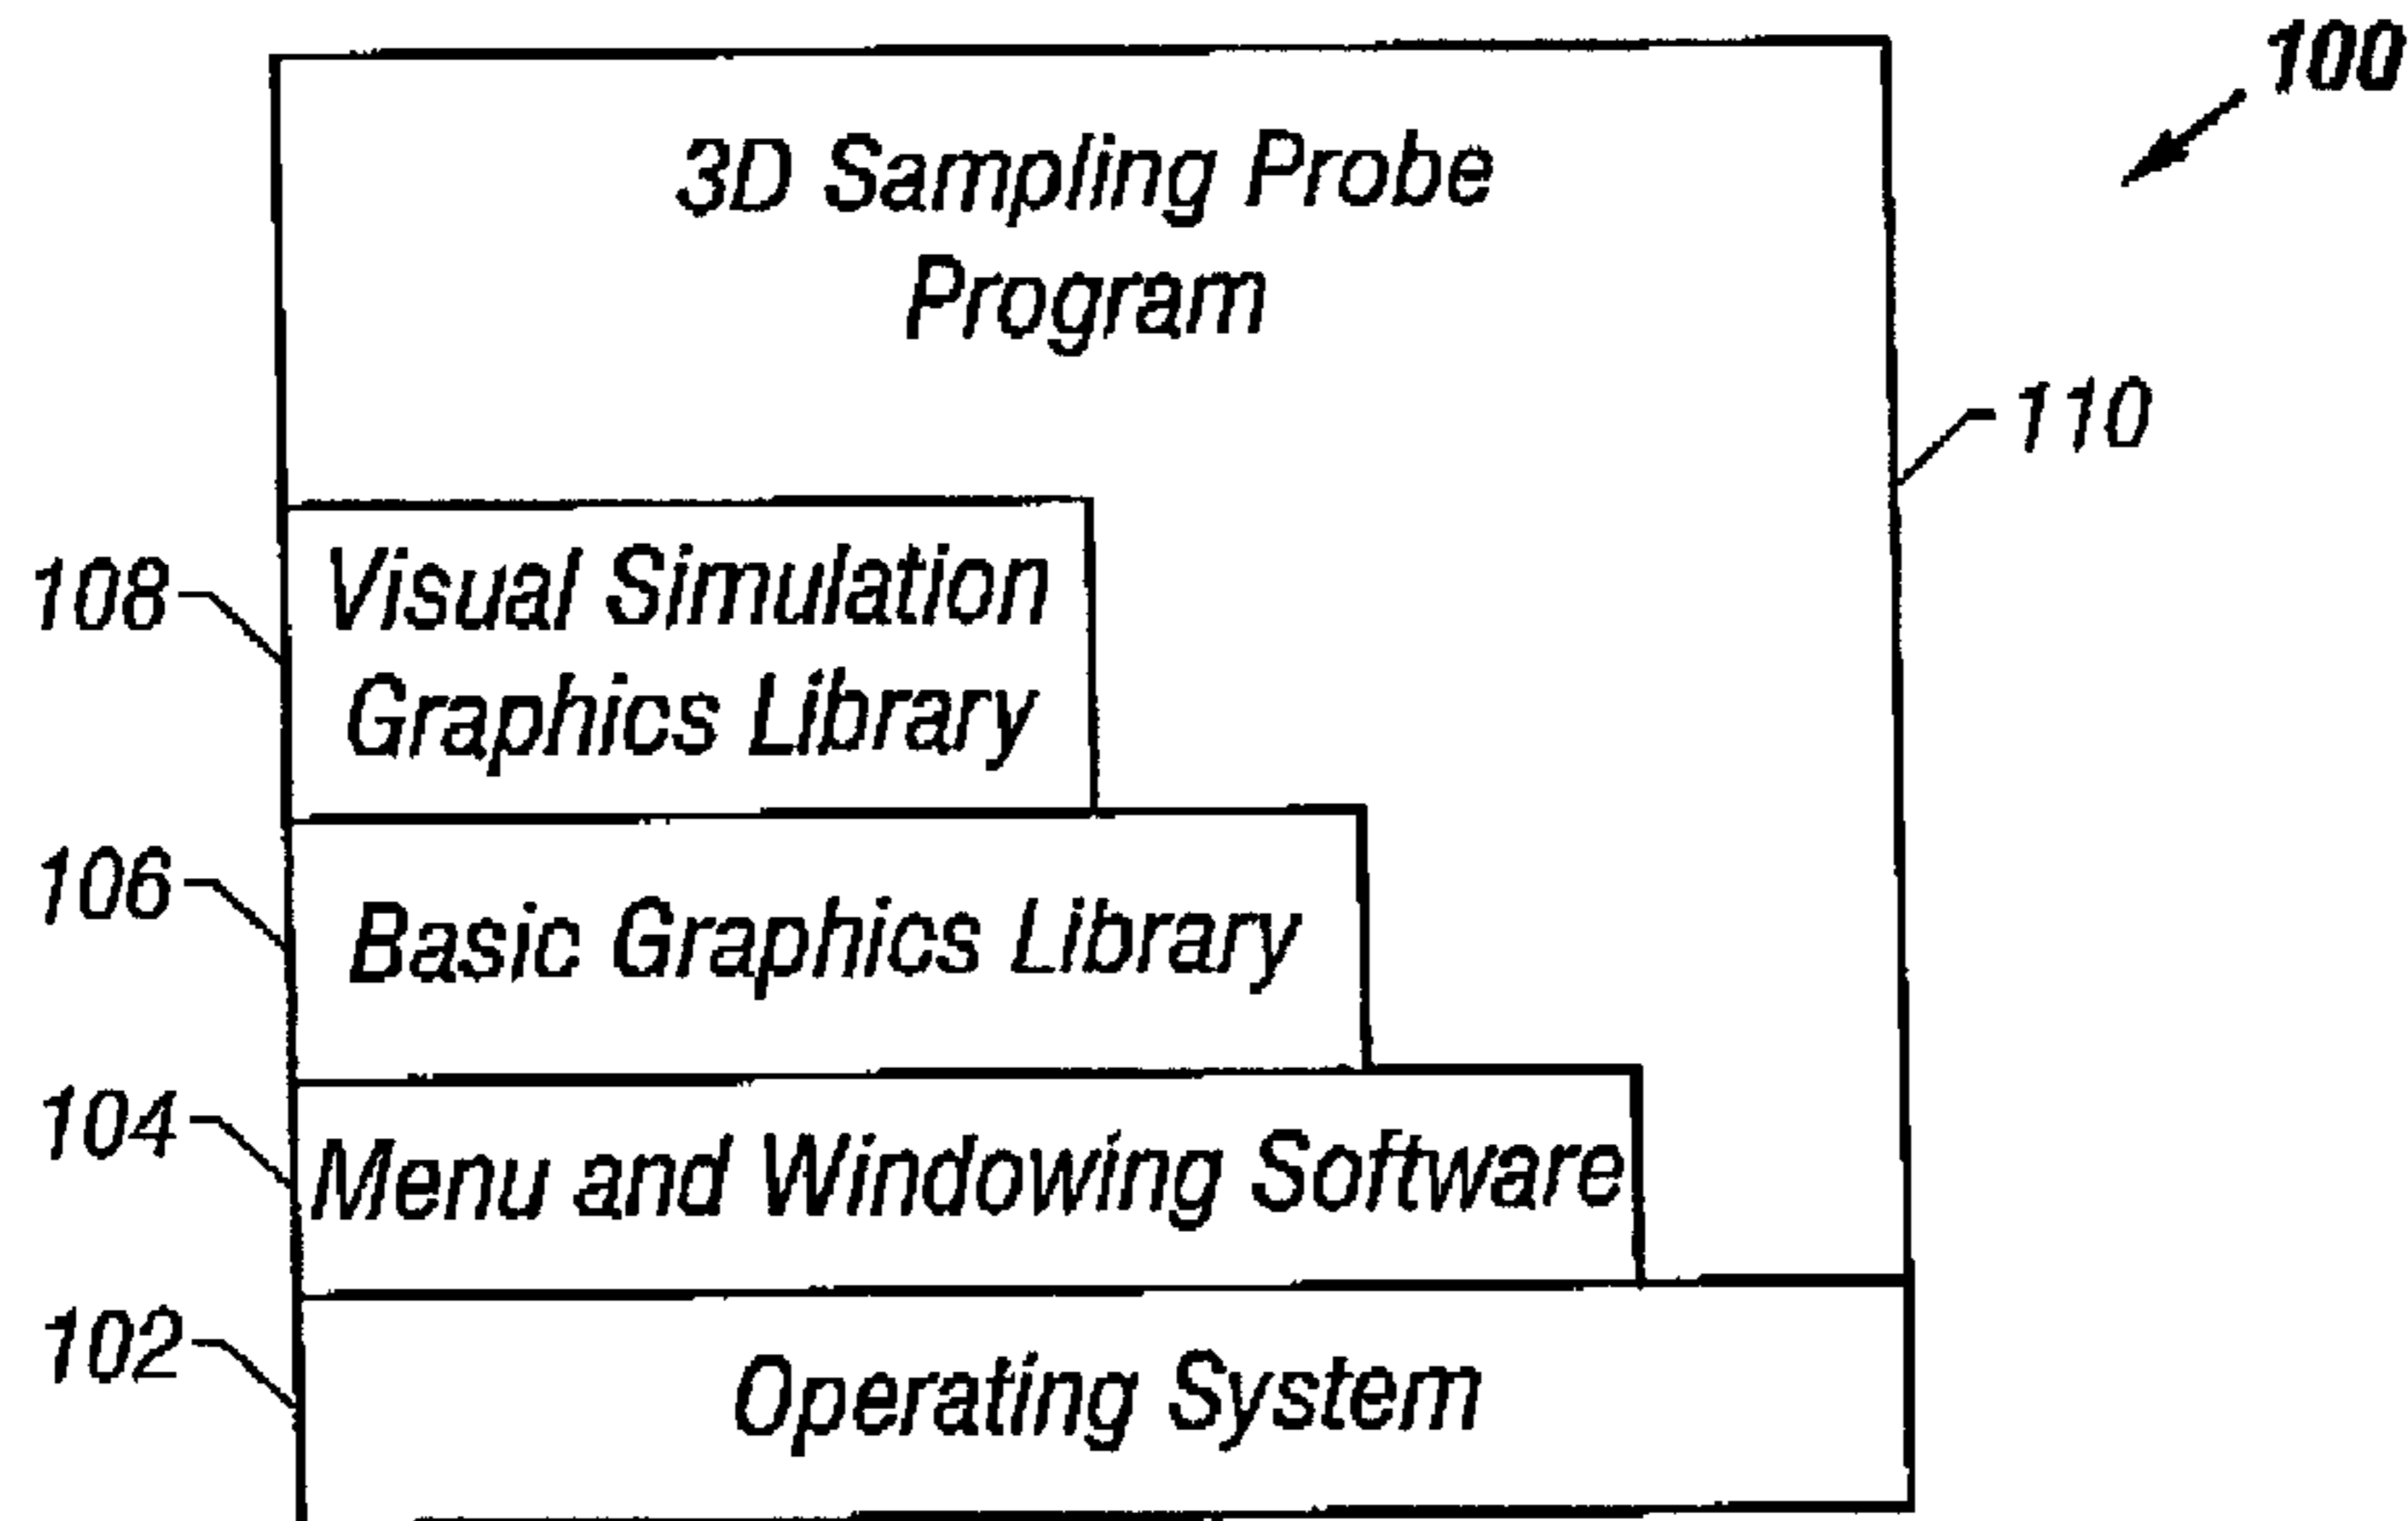 100
3D Sampling Probe
Program
110
108
Visual Simulation
Graphics Library
106
Basic Graphics Library
104
Menu and Windowing Software
102
Operating System